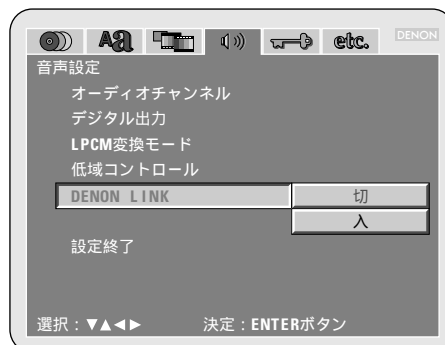 Aa etc. DENON
音声設定
オーディオチャンネル
デジタル出力
LPCM変換モード
低域コントロール
DENON LINK 切
入
設定終了
選択：▼▲◀▶ 決定：ENTERボタン